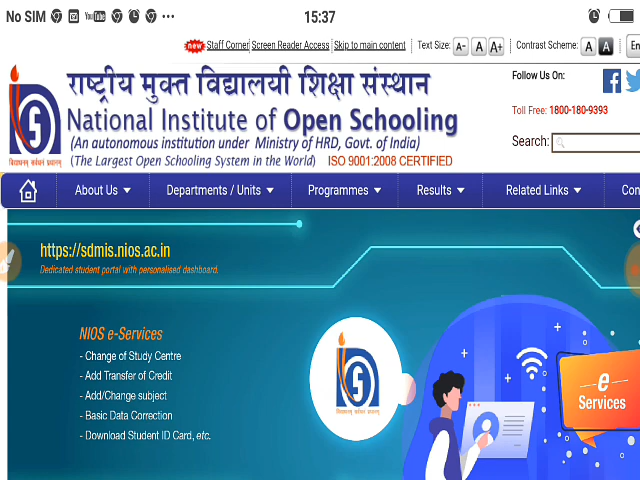 No SIM 15:37
new Staff Corner Screen Reader Access Skip to main content Text Size: A- A A+ Contrast Scheme: A A En
राष्ट्रीय मुक्त विद्यालयी शिक्षा संस्थान
National Institute of Open Schooling
(An autonomous institution under Ministry of HRD, Govt. of India)
(The Largest Open Schooling System in the World) ISO 9001:2008 CERTIFIED
Follow Us On:
Toll Free: 1800-180-9393
Search:
About Us Departments / Units Programmes Results Related Links Con
https://sdmis.nios.ac.in
Dedicated student portal with personalised dashboard.
NIOS e-Services
- Change of Study Centre
- Add Transfer of Credit
- Add/Change subject
- Basic Data Correction
- Download Student ID Card, etc.
e
Services